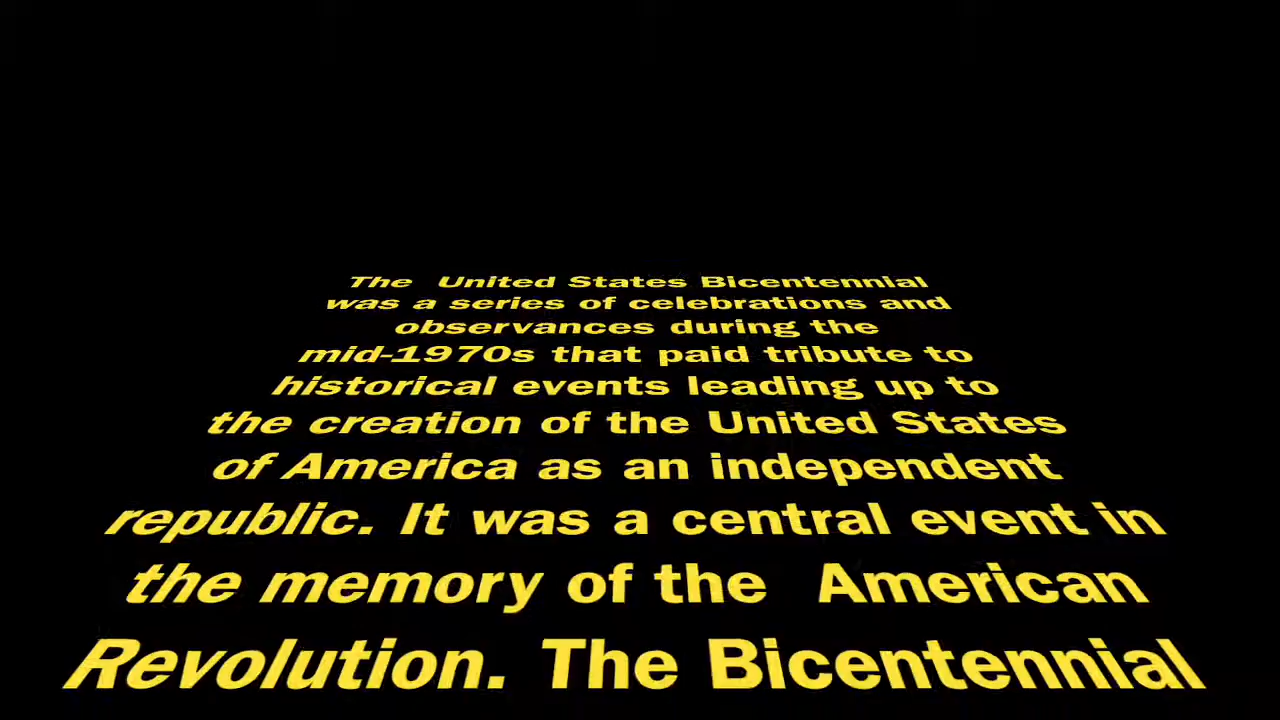 The United States Bicentennial
was a series of celebrations and
observances during the
mid-1970s that paid tribute to
historical events leading up to
the creation of the United States
of America as an independent
republic. It was a central event in
the memory of the American
Revolution. The Bicentennial